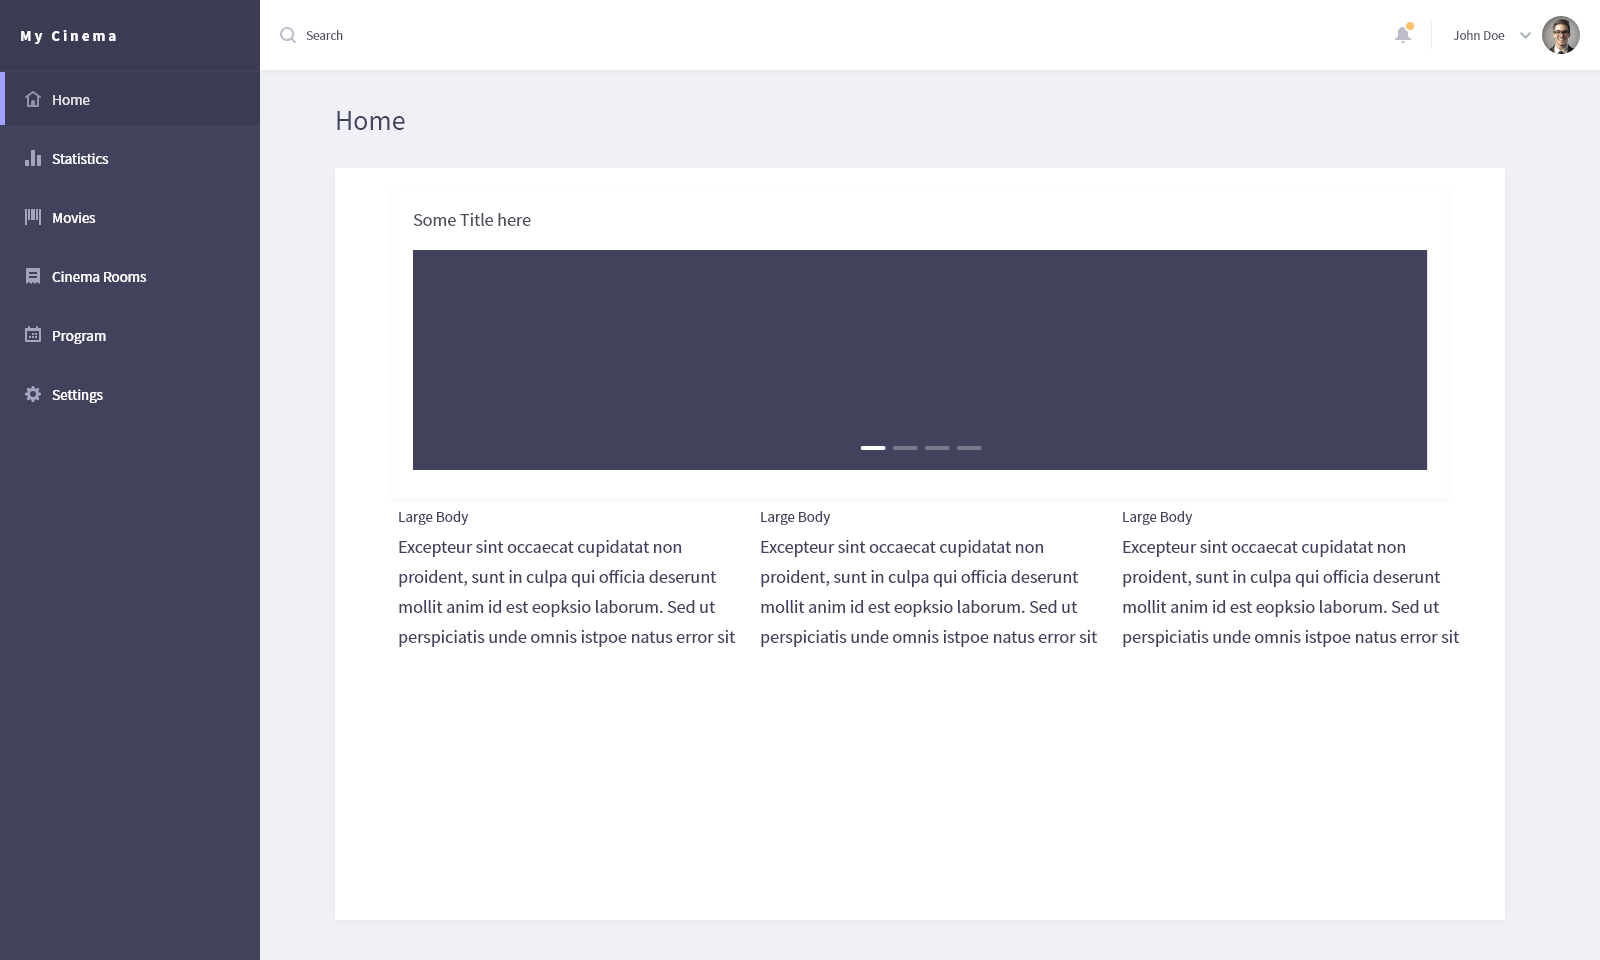 My Cinema
Search
John Doe
Home
Statistics
Movies
Cinema Rooms
Program
Settings
Home
Some Title here
Large Body
Excepteur sint occaecat cupidatat non
proident, sunt in culpa qui officia deserunt
mollit anim id est eopksio laborum. Sed ut
perspiciatis unde omnis istpoe natus error sit
Large Body
Excepteur sint occaecat cupidatat non
proident, sunt in culpa qui officia deserunt
mollit anim id est eopksio laborum. Sed ut
perspiciatis unde omnis istpoe natus error sit
Large Body
Excepteur sint occaecat cupidatat non
proident, sunt in culpa qui officia deserunt
mollit anim id est eopksio laborum. Sed ut
perspiciatis unde omnis istpoe natus error sit